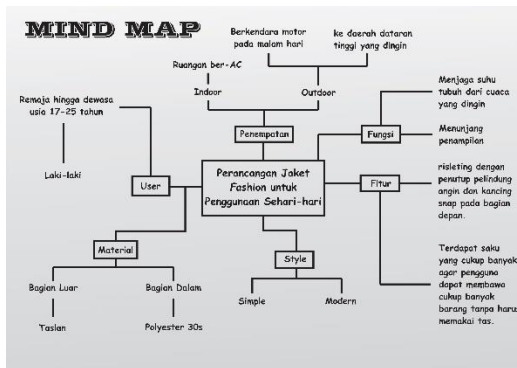 MIND MAP
Berkendara motor
pada malam hari
ke daerah dataran
tinggi yang dingin
Ruangan ber-AC
Indoor
Outdoor
Penempatan
Menjaga suhu
tubuh dari cuaca
yang dingin
Fungsi
Menunjang
penampilan
Remaja hingga dewasa
usia 17-25 tahun
Laki-laki
User
Perancangan Jaket
Fashion untuk
Penggunaan Sehari-hari
Fitur
risleting dengan
penutup pelindung
angin dan kancing
snap pada bagian
depan.
Terdapat saku
yang cukup banyak
agar pengguna
dapat membawa
cukup banyak
barang tanpa harus
memakai tas.
Material
Bagian Luar
Bagian Dalam
Taslan
Polyester 30s
Style
Simple
Modern